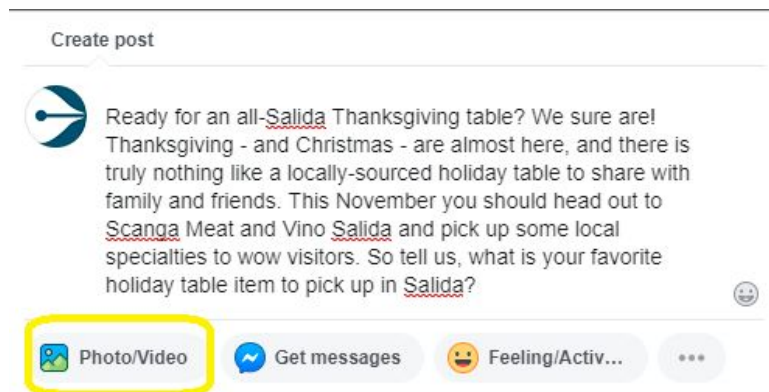 Create post
Ready for an all-Salida Thanksgiving table? We sure are!
Thanksgiving - and Christmas - are almost here, and there is
truly nothing like a locally-sourced holiday table to share with
family and friends. This November you should head out to
Scanga Meat and Vino Salida and pick up some local
specialties to wow visitors. So tell us, what is your favorite
holiday table item to pick up in Salida?
Photo/Video Get messages Feeling/Activ...